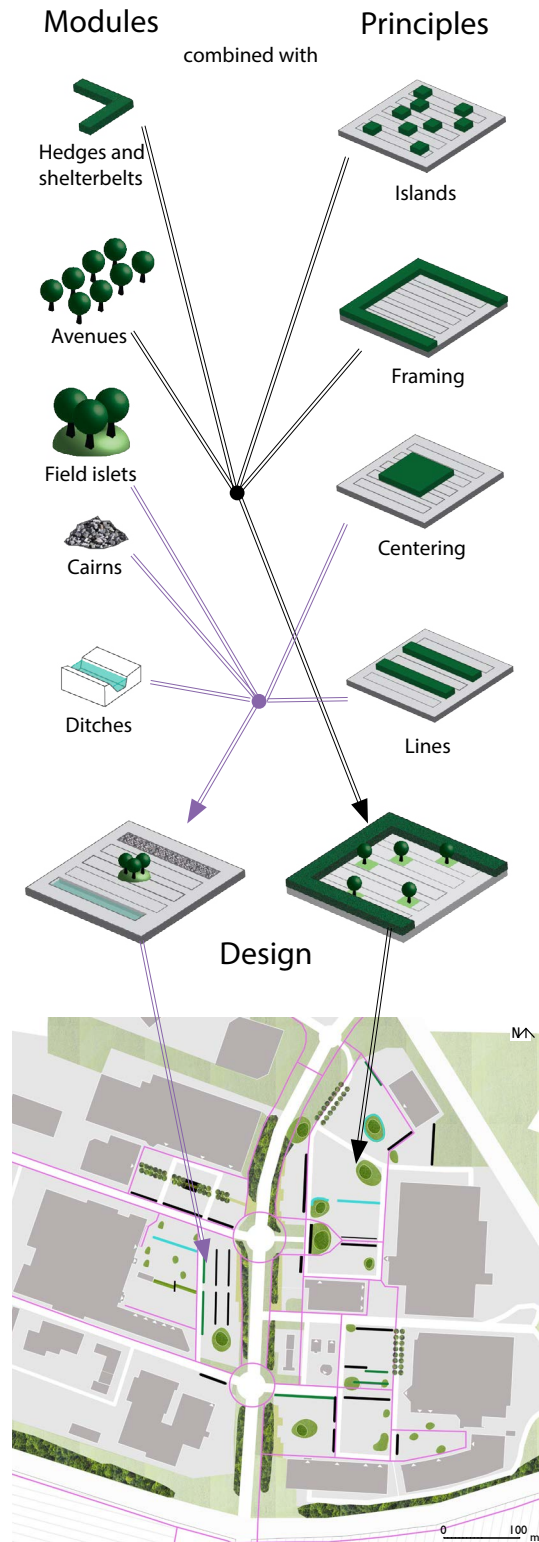 Modules
Principles
combined with
Hedges and
shelterbelts
Islands
Avenues
Framing
Field islets
Centering
Cairns
Ditches
Lines
Design
N
0 100
m